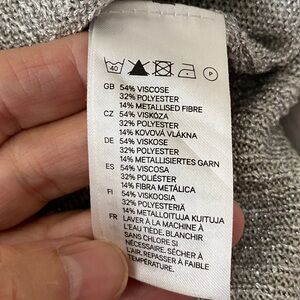 40 P
GB 54% VISCOSE
32% POLYESTER
14% METALLISED FIBRE
CZ 54% VISKÓZA
32% POLYESTER
14% KOVOVÁ VLÁKNA
DE 54% VISKOSE
32% POLYESTER
14% METALLISIERTES GARN
ES 54% VISCOSA
32% POLIÉSTER
14% FIBRA METÁLICA
FI 54% VISKOOSIA
32% POLYESTERIÄ
14% METALLOITUJA KUITUJA
FR LAVER À LA MACHINE À
L'EAU TIÈDE. BLANCHIR
SANS CHLORE SI
NÉCESSAIRE. SÉCHER À
L'AIR. REPASSER À FAIBLE
TEMPÉRATURE.